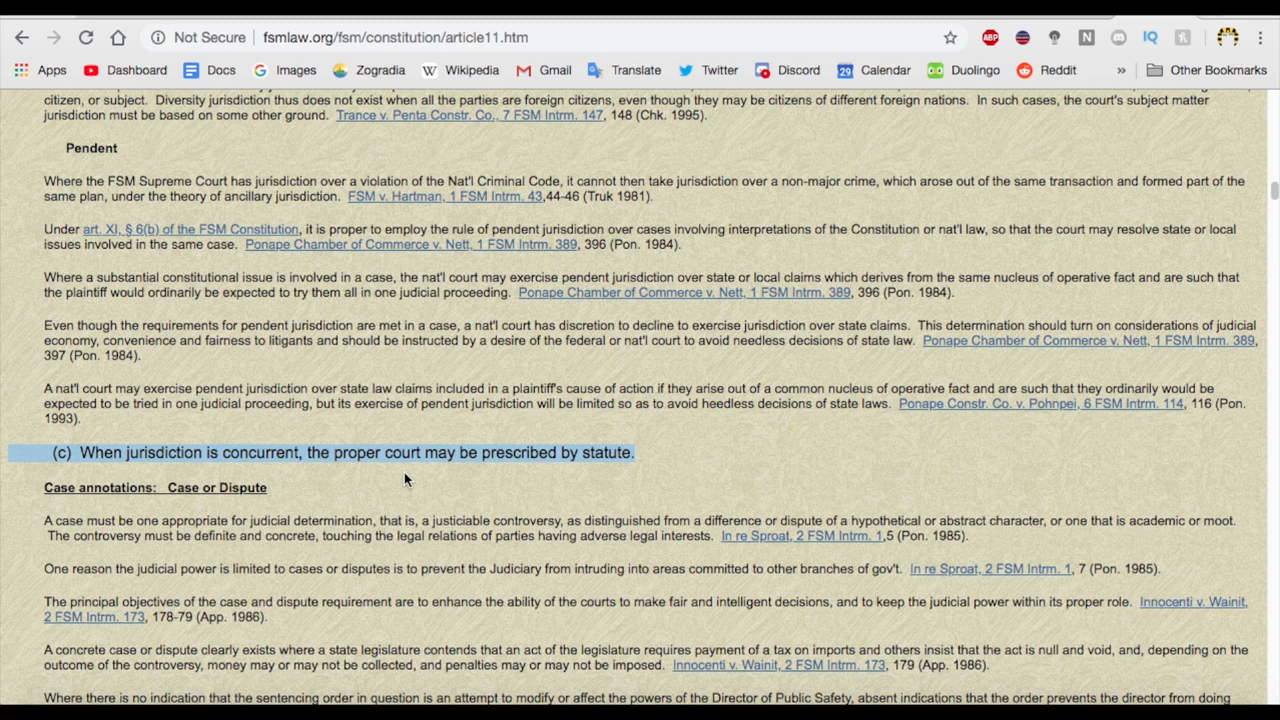 Not Secure fsmlaw.org/fsm/constitution/article11.htm ABP N IQ
Apps Dashboard Docs Images Zogradia Wikipedia Gmail Translate Twitter Discord 29 Calendar Duolingo Reddit » Other Bookmarks
citizen, or subject. Diversity jurisdiction thus does not exist when all the parties are foreign citizens, even though they may be citizens of different foreign nations. In such cases, the court's subject matter
jurisdiction must be based on some other ground. Trance v. Penta Constr. Co., 7 FSM Intrm. 147, 148 (Chk. 1995).
Pendent
Where the FSM Supreme Court has jurisdiction over a violation of the Nat'l Criminal Code, it cannot then take jurisdiction over a non-major crime, which arose out of the same transaction and formed part of the
same plan, under the theory of ancillary jurisdiction. FSM v. Hartman, 1 FSM Intrm. 43,44-46 (Truk 1981).
Under art. XI, § 6(b) of the FSM Constitution, it is proper to employ the rule of pendent jurisdiction over cases involving interpretations of the Constitution or nat'l law, so that the court may resolve state or local
issues involved in the same case. Ponape Chamber of Commerce v. Nett, 1 FSM Intrm. 389, 396 (Pon. 1984).
Where a substantial constitutional issue is involved in a case, the nat'l court may exercise pendent jurisdiction over state or local claims which derives from the same nucleus of operative fact and are such that
the plaintiff would ordinarily be expected to try them all in one judicial proceeding. Ponape Chamber of Commerce v. Nett, 1 FSM Intrm. 389, 396 (Pon. 1984).
Even though the requirements for pendent jurisdiction are met in a case, a nat'l court has discretion to decline to exercise jurisdiction over state claims. This determination should turn on considerations of judicial
economy, convenience and fairness to litigants and should be instructed by a desire of the federal or nat'l court to avoid needless decisions of state law. Ponape Chamber of Commerce v. Nett, 1 FSM Intrm. 389,
397 (Pon. 1984).
A nat'l court may exercise pendent jurisdiction over state law claims included in a plaintiff's cause of action if they arise out of a common nucleus of operative fact and are such that they ordinarily would be
expected to be tried in one judicial proceeding, but its exercise of pendent jurisdiction will be limited so as to avoid heedless decisions of state laws. Ponape Constr. Co. v. Pohnpei, 6 FSM Intrm. 114, 116 (Pon.
1993).
(c) When jurisdiction is concurrent, the proper court may be prescribed by statute.
Case annotations: Case or Dispute
A case must be one appropriate for judicial determination, that is, a justiciable controversy, as distinguished from a difference or dispute of a hypothetical or abstract character, or one that is academic or moot.
The controversy must be definite and concrete, touching the legal relations of parties having adverse legal interests. In re Sproat, 2 FSM Intrm. 1,5 (Pon. 1985).
One reason the judicial power is limited to cases or disputes is to prevent the Judiciary from intruding into areas committed to other branches of gov't. In re Sproat, 2 FSM Intrm. 1, 7 (Pon. 1985).
The principal objectives of the case and dispute requirement are to enhance the ability of the courts to make fair and intelligent decisions, and to keep the judicial power within its proper role. Innocenti v. Wainit,
2 FSM Intrm. 173, 178-79 (App. 1986).
A concrete case or dispute clearly exists where a state legislature contends that an act of the legislature requires payment of a tax on imports and others insist that the act is null and void, and, depending on the
outcome of the controversy, money may or may not be collected, and penalties may or may not be imposed. Innocenti v. Wainit, 2 FSM Intrm. 173, 179 (App. 1986).
Where there is no indication that the sentencing order in question is an attempt to modify or affect the powers of the Director of Public Safety, absent indications that the order prevents the director from doing